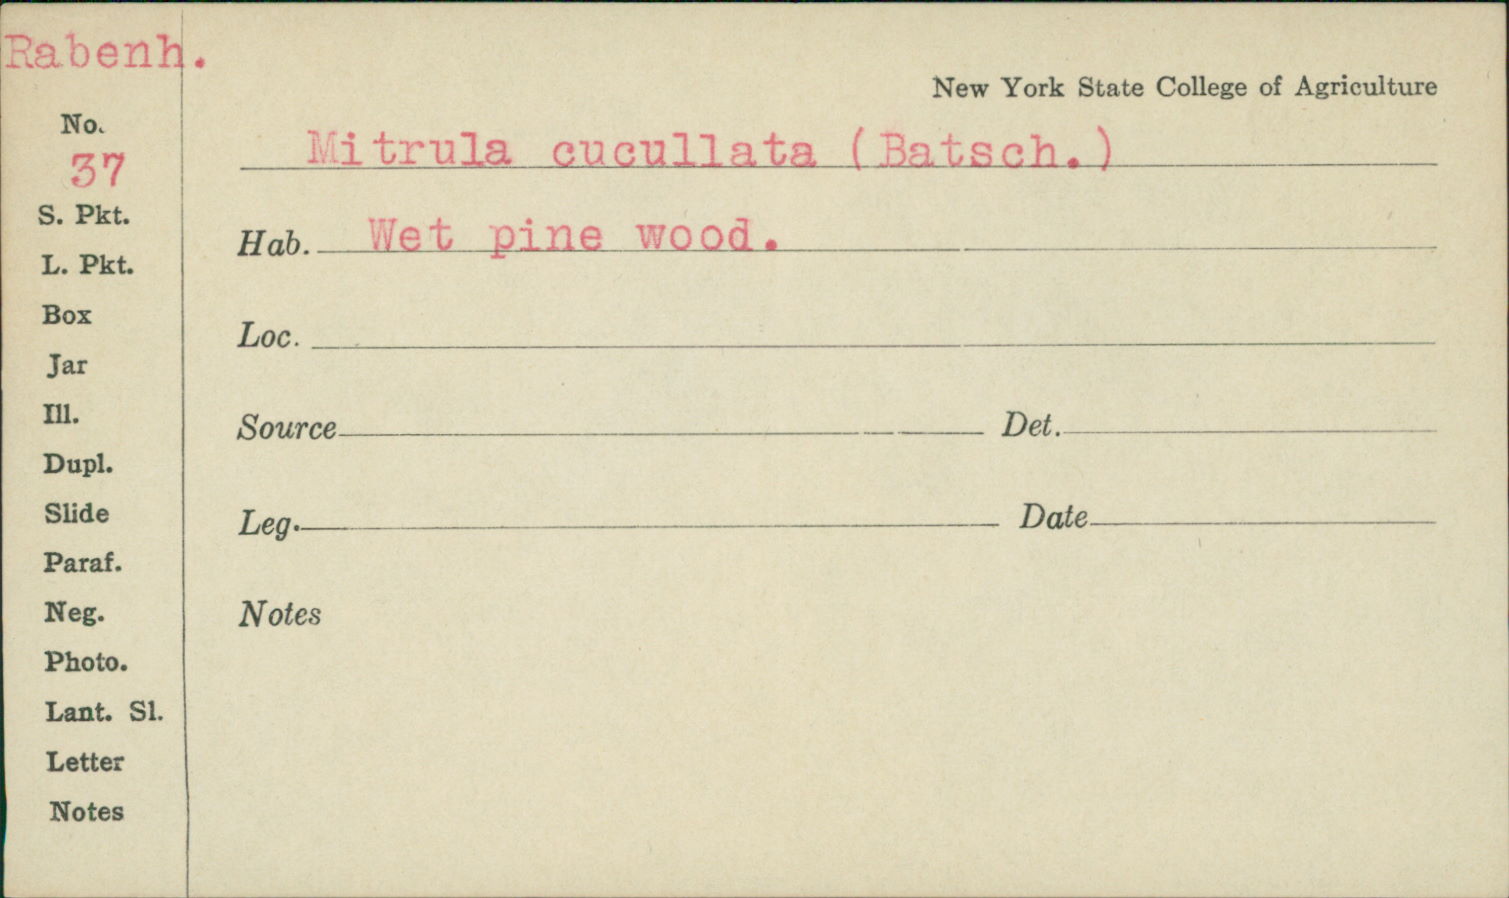 Rabenh.
New York State College of Agriculture
No.
37
Mitrula cucullata (Batsch.)
S. Pkt.
Hab. Wet pine wood.
L. Pkt.
Box
Loc.
Jar
Ill.
Source Det.
Dupl.
Slide
Leg. Date
Paraf.
Neg.
Notes
Photo.
Lant. Sl.
Letter
Notes